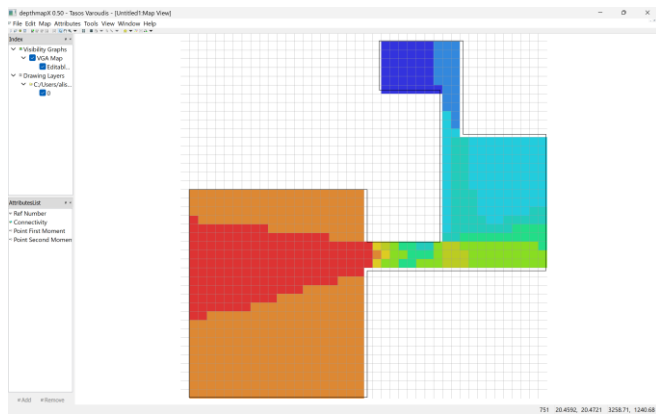 depthmapX 0.50 - Tasos Varoudis - [Untitled1:Map View]
File Edit Map Attributes Tools View Window Help
Index
Visibility Graphs
VGA Map
Editabl...
Drawing Layers
C:/Users/alis...
0
AttributesList
Ref Number
Connectivity
Point First Moment
Point Second Momen
+Add
Remove
751 20.4592, 20.4721 3258.71, 1240.68